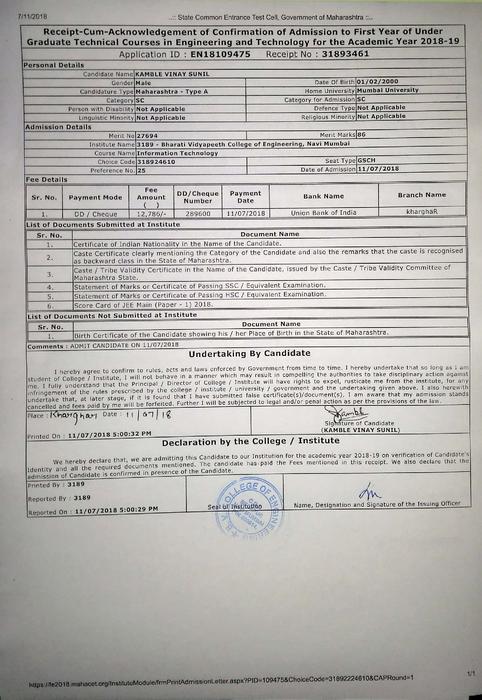 7/11/2018
..:: State Common Entrance Test Cell, Government of Maharashtra ::..
Receipt-Cum-Acknowledgement of Confirmation of Admission to First Year of Under
Graduate Technical Courses in Engineering and Technology for the Academic Year 2018-19
Application ID : EN18109475 Receipt No : 31893461
Personal Details
Candidate Name KAMBLE VINAY SUNIL
Gender Male Date Of Birth 01/02/2000
Candidature Type Maharashtra - Type A Home University Mumbai University
Category SC Category for Admission SC
Person with Disability Not Applicable Defence Type Not Applicable
Linguistic Minority Not Applicable Religious Minority Not Applicable
Admission Details
Merit No 27694 Merit Marks 86
Institute Name 3189 - Bharati Vidyapeeth College of Engineering, Navi Mumbai
Course Name Information Technology
Choice Code 318924610 Seat Type GSCH
Preference No. 25 Date of Admission 11/07/2018
Fee Details
Sr. No. Payment Mode Fee Amount ( ) DD/Cheque Number Payment Date Bank Name Branch Name
1. DD / Cheque 12,786/- 289600 11/07/2018 Union Bank of India kharghaR
List of Documents Submitted at Institute
Sr. No. Document Name
1. Certificate of Indian Nationality in the Name of the Candidate.
2. Caste Certificate clearly mentioning the Category of the Candidate and also the remarks that the caste is recognised
as backward class in the State of Maharashtra.
3. Caste / Tribe Validity Certificate in the Name of the Candidate, issued by the Caste / Tribe Validity Committee of
Maharashtra State.
4. Statement of Marks or Certificate of Passing SSC / Equivalent Examination.
5. Statement of Marks or Certificate of Passing HSC / Equivalent Examination.
6. Score Card of JEE Main (Paper - 1) 2018.
List of Documents Not Submitted at Institute
Sr. No. Document Name
1. Birth Certificate of the Candidate showing his / her Place of Birth in the State of Maharashtra.
Comments : ADMIT CANDIDATE ON 11/07/2018
Undertaking By Candidate
I hereby agree to confirm to rules, acts and laws enforced by Government from time to time. I hereby undertake that so long as I am
student of College / Institute, I will not behave in a manner which may result in compelling the authorities to take disciplinary action against
me. I fully understand that the Principal / Director of College / Institute will have rights to expel, rusticate me from the institute, for any
infringement of the rules prescribed by the college / institute / university / government and the undertaking given above. I also herewith
undertake that, at later stage, if it is found that I have submitted false certificate(s)/document(s). I am aware that my admission stands
cancelled and fees paid by me will be forfeited. Further I will be subjected to legal and/or penal action as per the provisions of the law.
Place : Kharghar Date : 11/07/18
Kamble
Signature of Candidate
(KAMBLE VINAY SUNIL)
Printed On : 11/07/2018 5:00:32 PM
Declaration by the College / Institute
We hereby declare that, we are admitting this Candidate to our Institution for the academic year 2018-19 on verification of Candidate's
Identity and all the required documents mentioned. The candidate has paid the Fees mentioned in this receipt. We also declare that the
admission of Candidate is confirmed in presence of the Candidate.
Printed By : 3189
Reported By : 3189
Reported On : 11/07/2018 5:00:29 PM
Seal of Institution
COLLEGE OF ENGINEERING
Name, Designation and Signature of the Issuing Officer
https://fe2018.mahacet.org/InstituteModule/frmPrintAdmissionLetter.aspx?PID=109475&ChoiceCode=31892224610&CAPRound=1
1/1